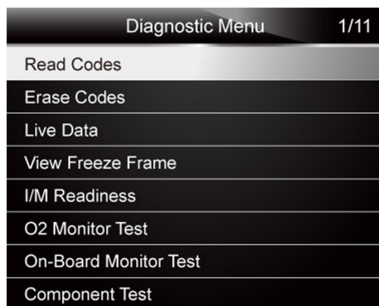 Diagnostic Menu 1/11
Read Codes
Erase Codes
Live Data
View Freeze Frame
I/M Readiness
O2 Monitor Test
On-Board Monitor Test
Component Test